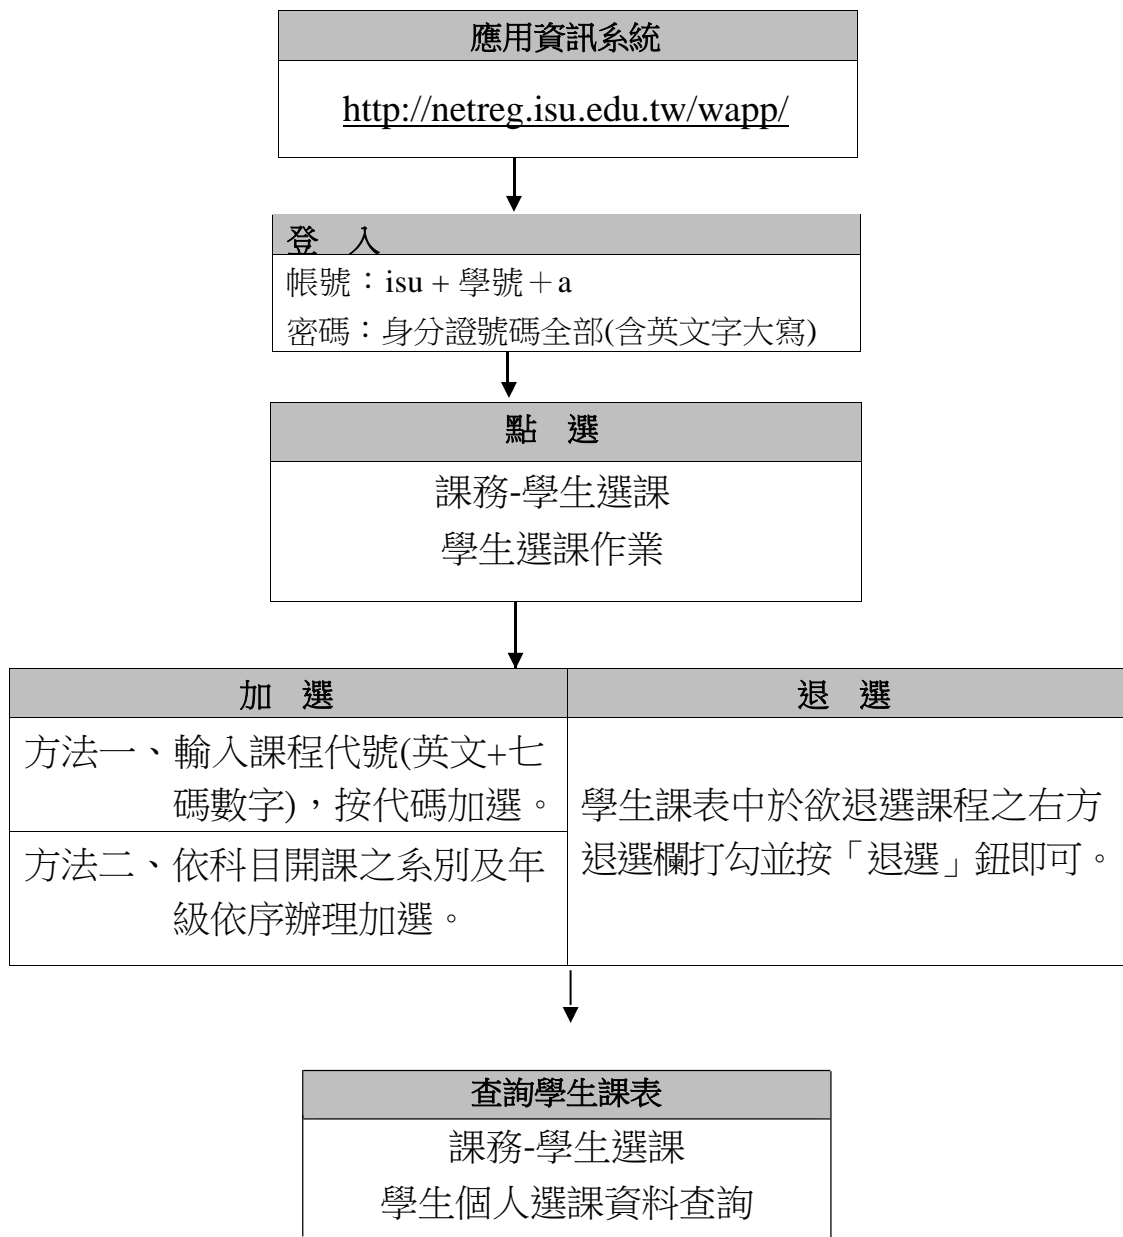 應用資訊系統
http://netreg.isu.edu.tw/wapp/
登 入
帳號：isu + 學號＋a
密碼：身分證號碼全部(含英文字大寫)
點 選
課務-學生選課
學生選課作業
加 選
方法一、輸入課程代號(英文+七
碼數字)，按代碼加選。
方法二、依科目開課之系別及年
級依序辦理加選。
退 選
學生課表中於欲退選課程之右方
退選欄打勾並按「退選」鈕即可。
查詢學生課表
課務-學生選課
學生個人選課資料查詢